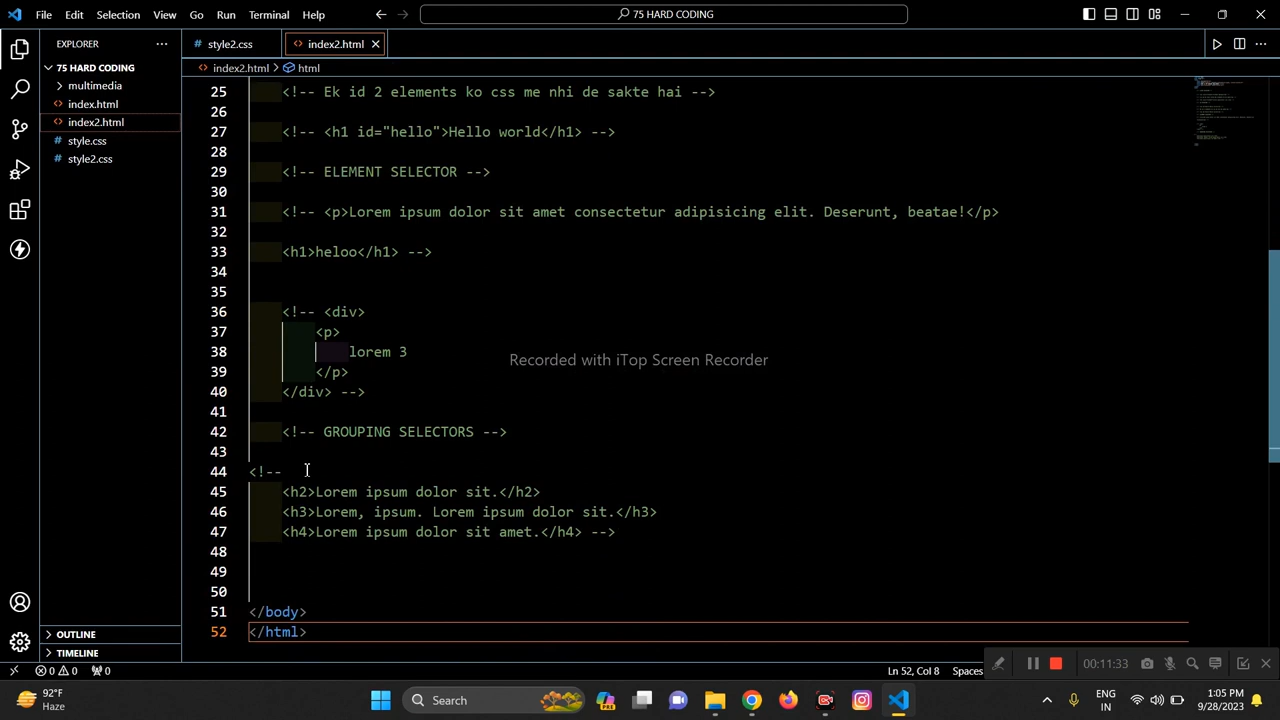 File Edit Selection View Go Run Terminal Help
75 HARD CODING
EXPLORER
style2.css
index2.html
75 HARD CODING
index2.html
html
multimedia
index.html
index2.html
style.css
style2.css
25 <!-- Ek id 2 elements ko ss me nhi de sakte hai -->
26
27 <!-- <h1 id="hello">Hello world</h1> -->
28
29 <!-- ELEMENT SELECTOR -->
30
31 <!-- <p>Lorem ipsum dolor sit amet consectetur adipisicing elit. Deserunt, beatae!</p>
32
33 <h1>heloo</h1> -->
34
35
36 <!-- <div>
37 <p>
38 lorem 3
39 </p>
40 </div> -->
41
42 <!-- GROUPING SELECTORS -->
43
44 <!--
45 <h2>Lorem ipsum dolor sit.</h2>
46 <h3>Lorem, ipsum. Lorem ipsum dolor sit.</h3>
47 <h4>Lorem ipsum dolor sit amet.</h4> -->
48
49
50
51 </body>
52 </html>
Recorded with iTop Screen Recorder
OUTLINE
TIMELINE
0 0 0
Ln 52, Col 8 Spaces
00:11:33
92°F
Haze
Search
PRE
ENG
IN
1:05 PM
9/28/2023